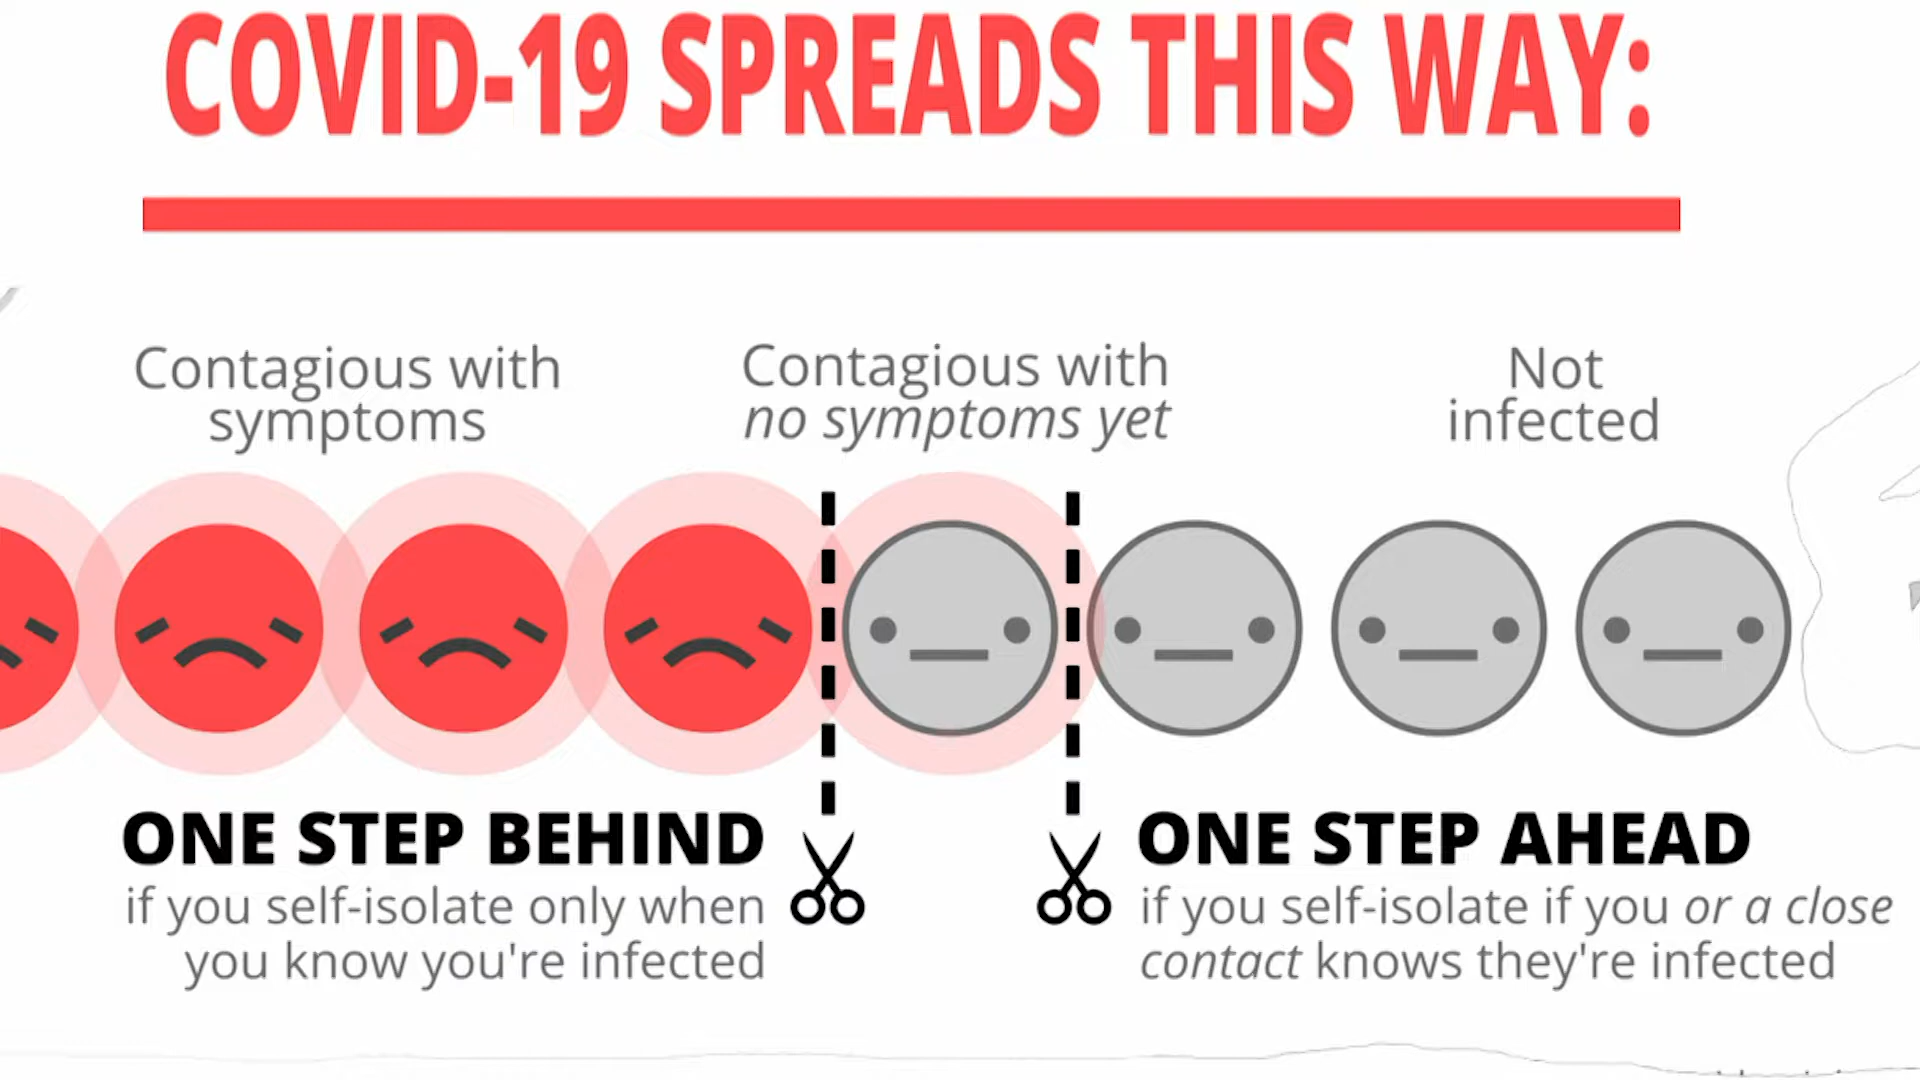 COVID-19 SPREADS THIS WAY:
Contagious with
symptoms
Contagious with
no symptoms yet
Not
infected
ONE STEP BEHIND
if you self-isolate only when
you know you're infected
ONE STEP AHEAD
if you self-isolate if you or a close
contact knows they're infected